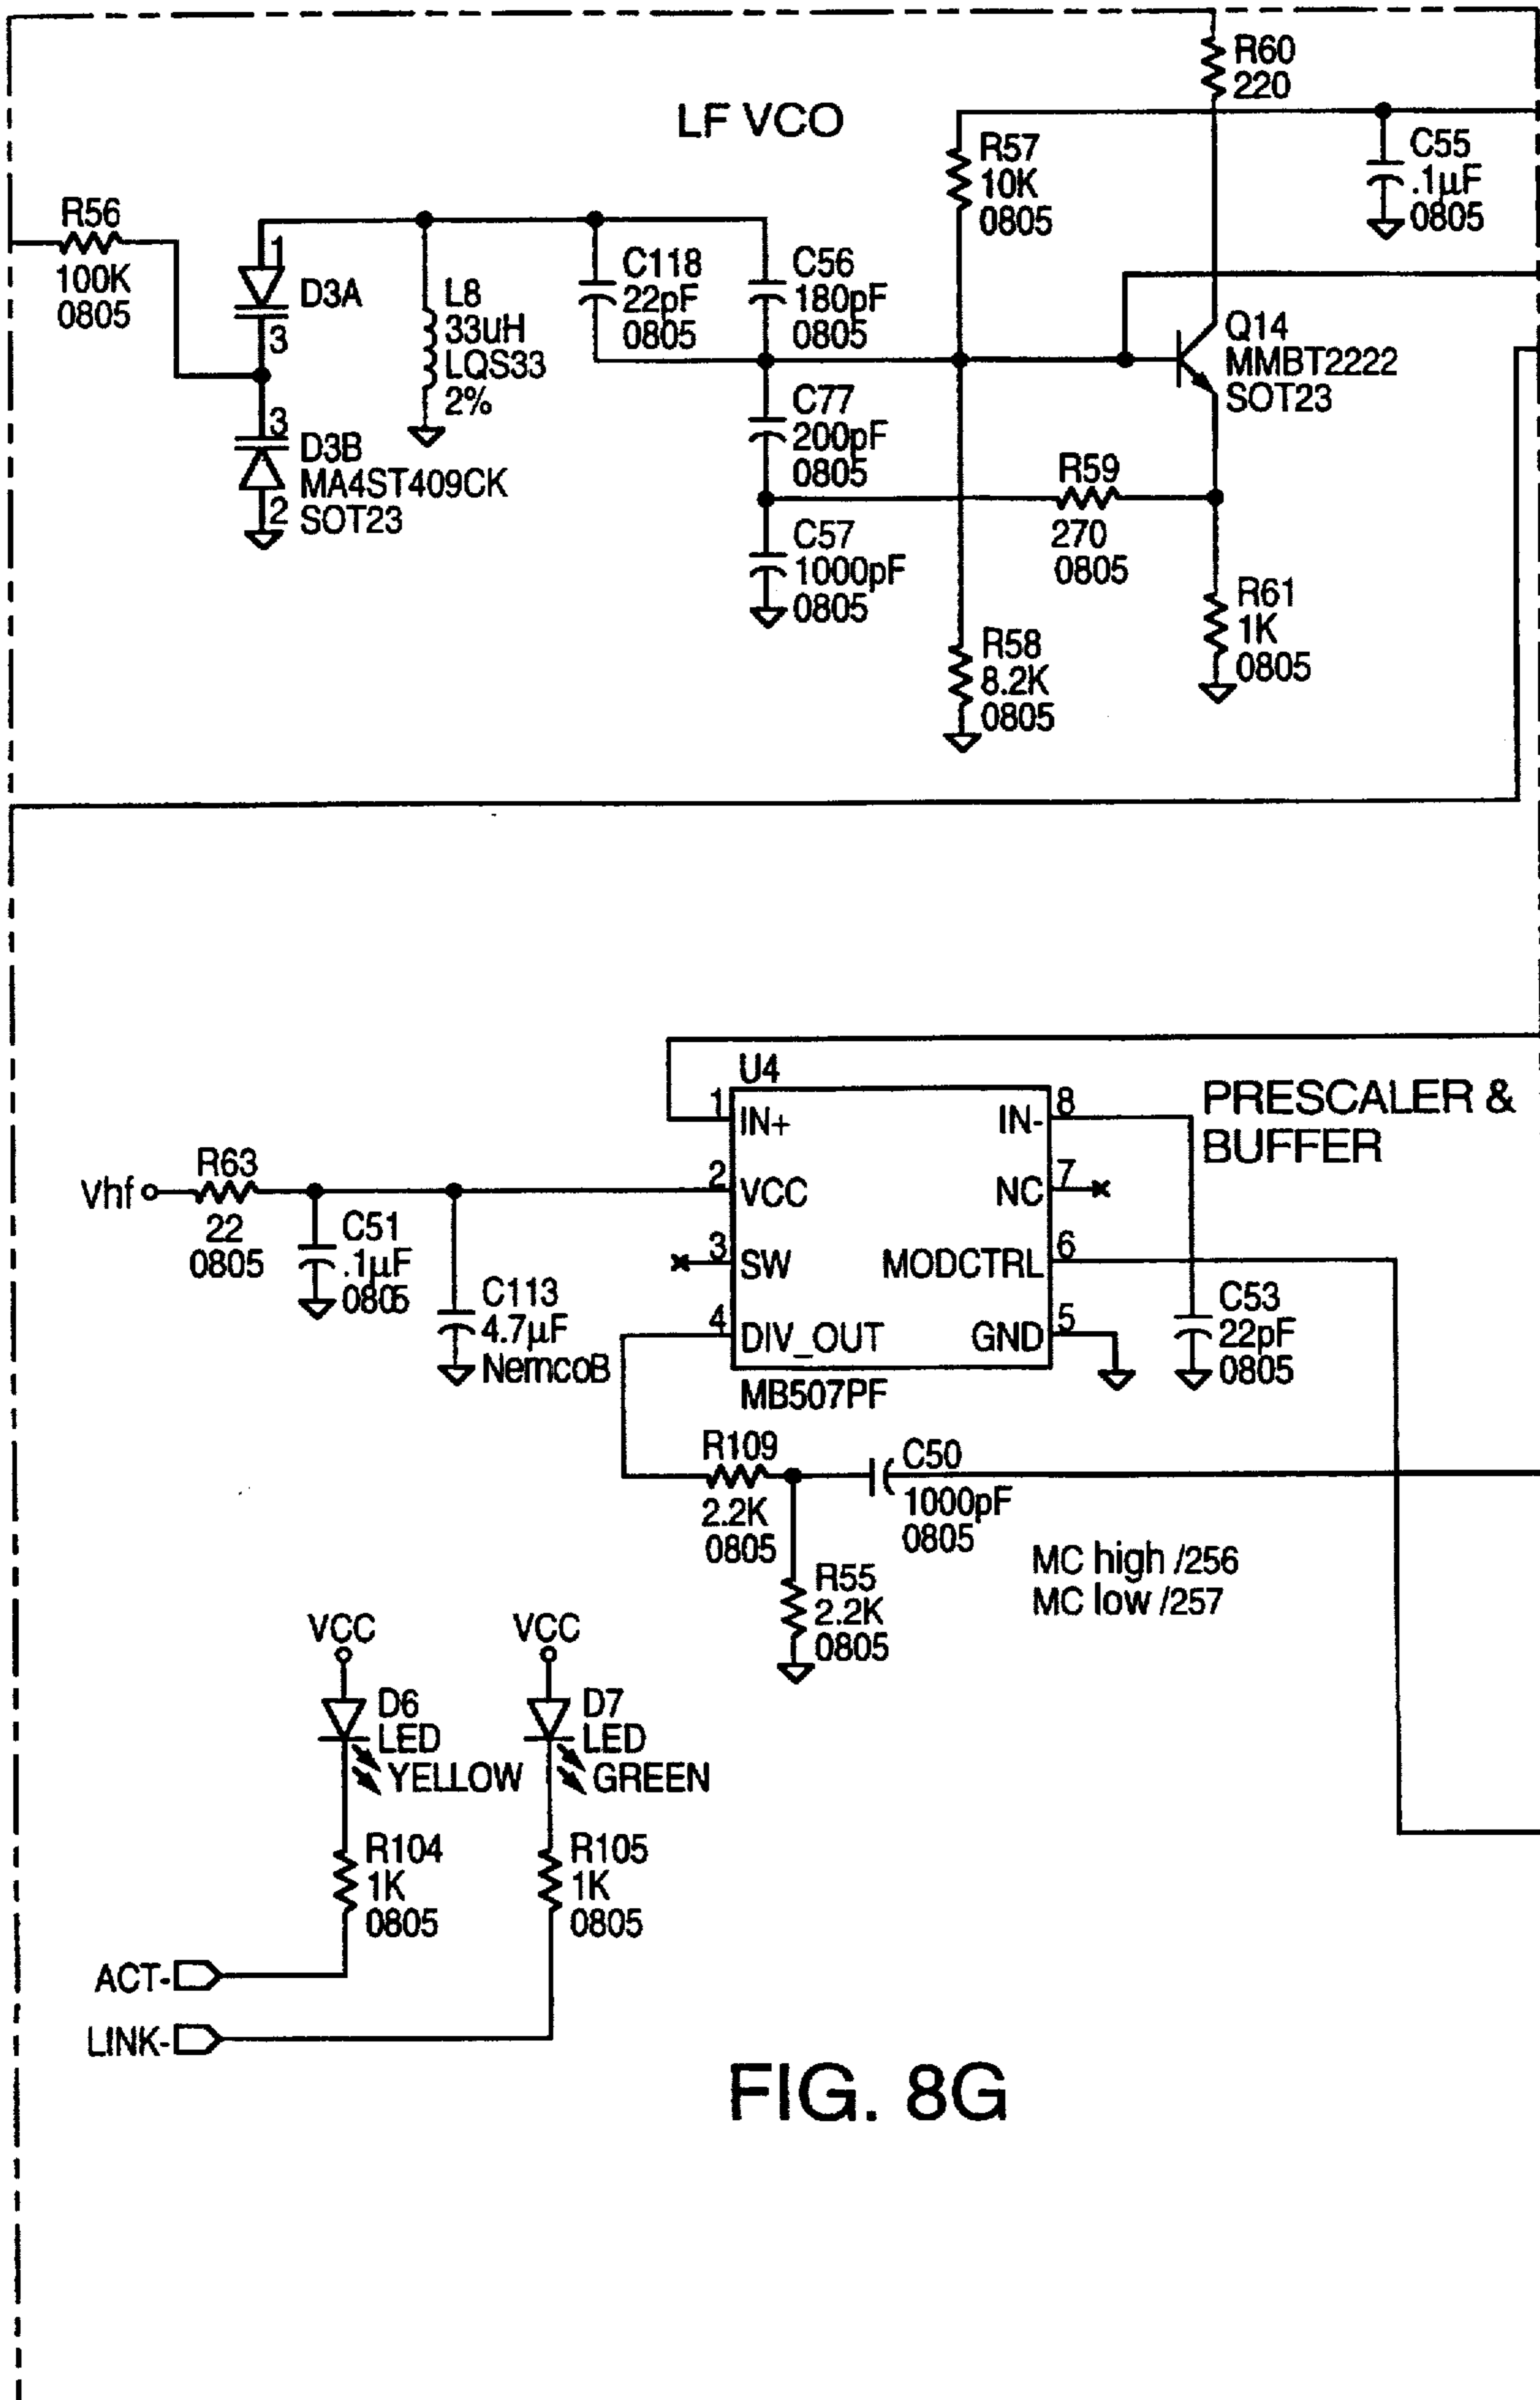 R60
220
LF VCO
R57
10K
0805
C55
.1µF
0805
R56
100K
0805
1
D3A
3
L8
33uH
LQS33
2%
C118
22pF
0805
C56
180pF
0805
Q14
MMBT2222
SOT23
3
D3B
MA4ST409CK
2
SOT23
C77
200pF
0805
R59
270
0805
C57
1000pF
0805
R61
1K
0805
R58
8.2K
0805
U4
1
IN+
IN-
8
PRESCALER &
BUFFER
R63
Vhf
22
0805
2
VCC
NC
7
C51
.1µF
0805
3
SW
MODCTRL
6
C113
4.7µF
NemcoB
4
DIV_OUT
GND
5
C53
22pF
0805
MB507PF
R109
2.2K
0805
C50
1000pF
0805
MC high /256
MC low /257
R55
2.2K
0805
VCC
VCC
D6
LED
YELLOW
D7
LED
GREEN
R104
1K
0805
R105
1K
0805
ACT-
LINK-
FIG. 8G